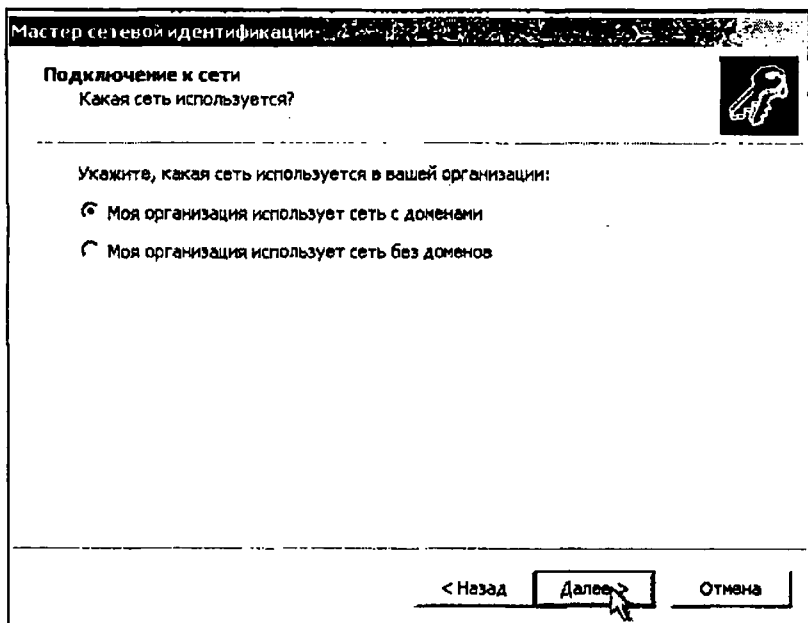 Мастер сетевой идентификации
Подключение к сети
Какая сеть используется?
Укажите, какая сеть используется в вашей организации:
Моя организация использует сеть с доменами
Моя организация использует сеть без доменов
< Назад Далее > Отмена